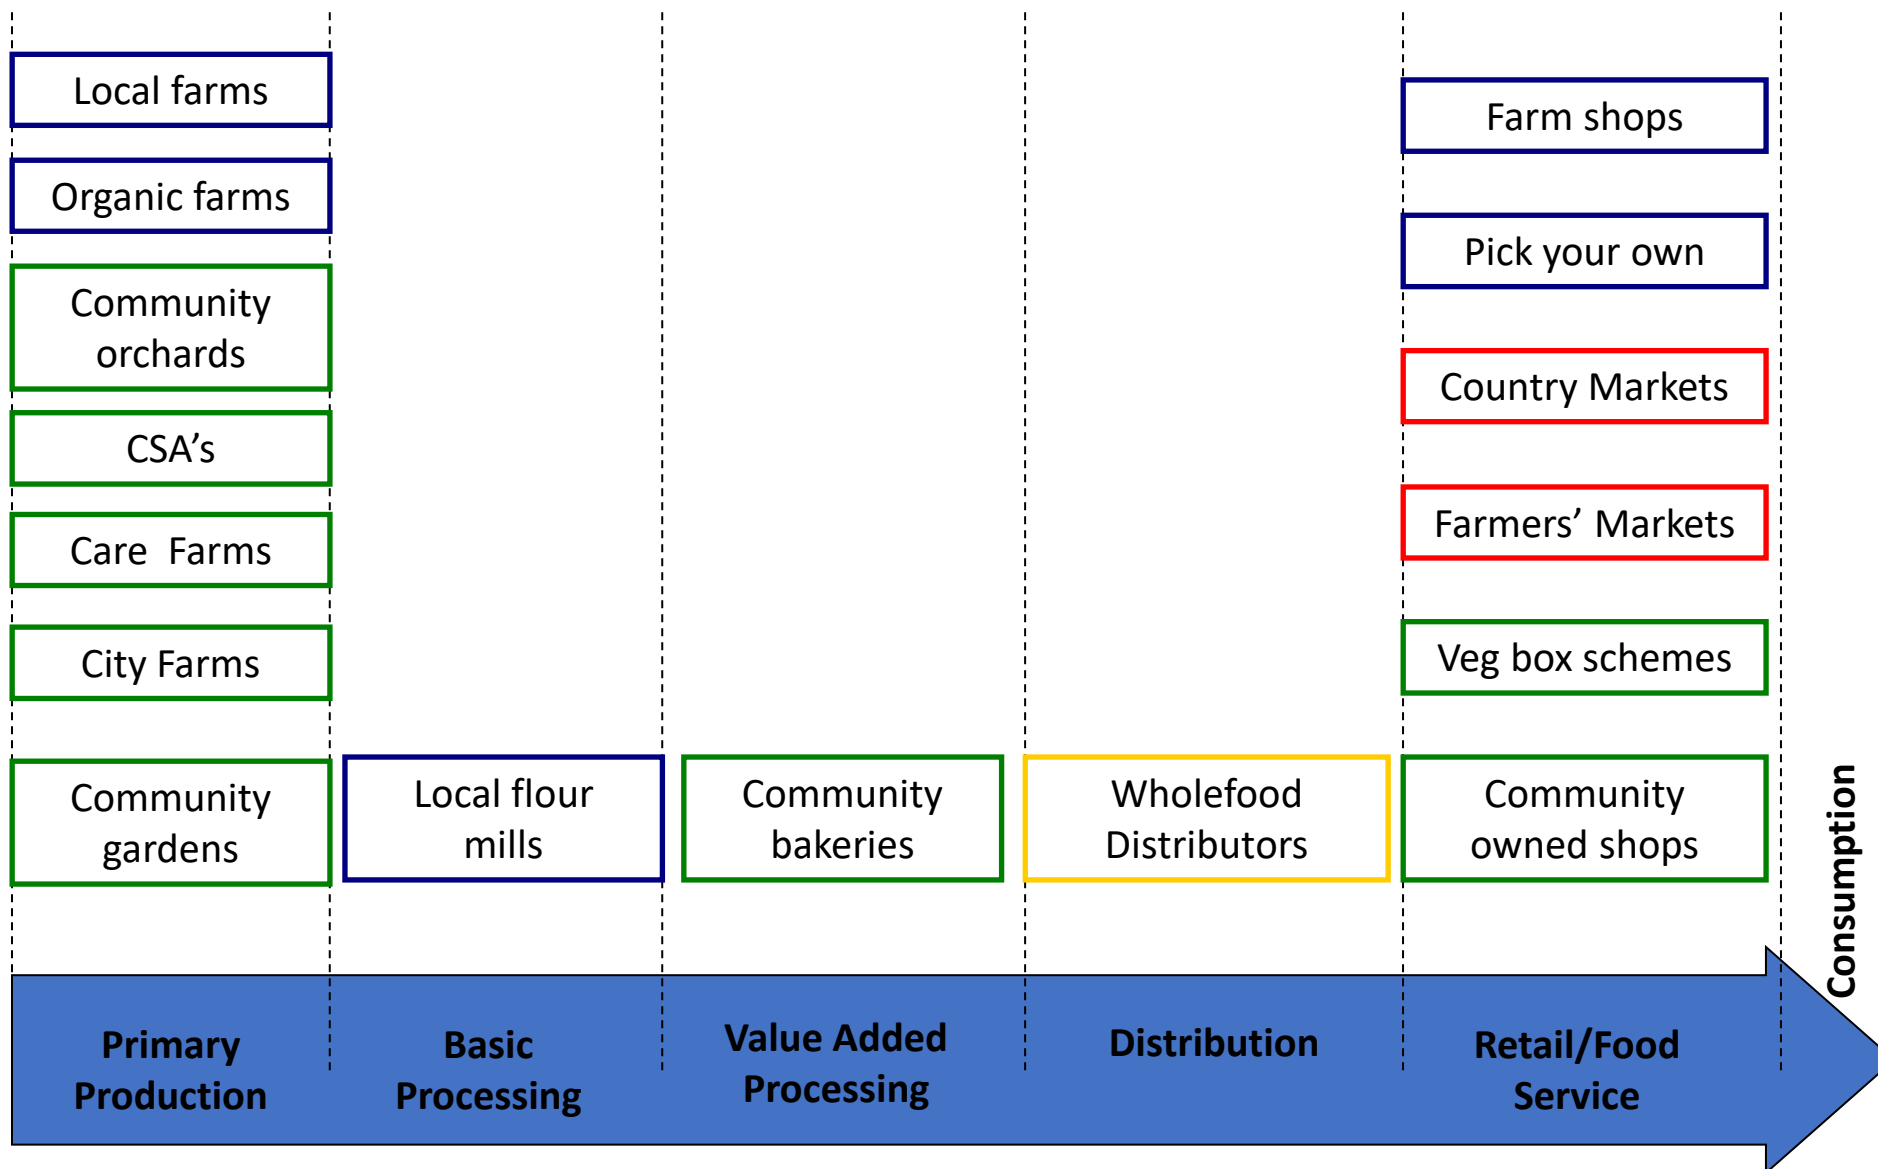 Local farms
Organic farms
Community
orchards
CSA’s
Care  Farms
City Farms
Community
gardens
Local flour
mills
Community
bakeries
Wholefood
Distributors
Farm shops
Pick your own
Country Markets
Farmers’ Markets
Veg box schemes
Community
owned shops
Consumption
Primary
Production
Basic
Processing
Value Added
Processing
Distribution
Retail/Food
Service